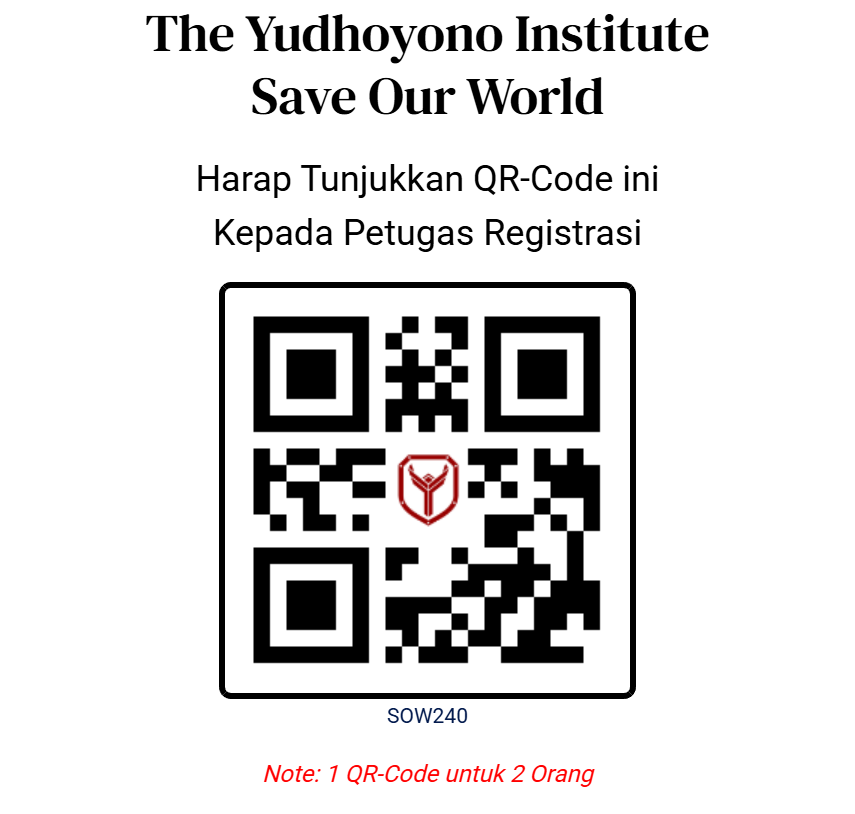 The Yudhoyono Institute
Save Our World
Harap Tunjukkan QR-Code ini
Kepada Petugas Registrasi
SOW240
Note: 1 QR-Code untuk 2 Orang